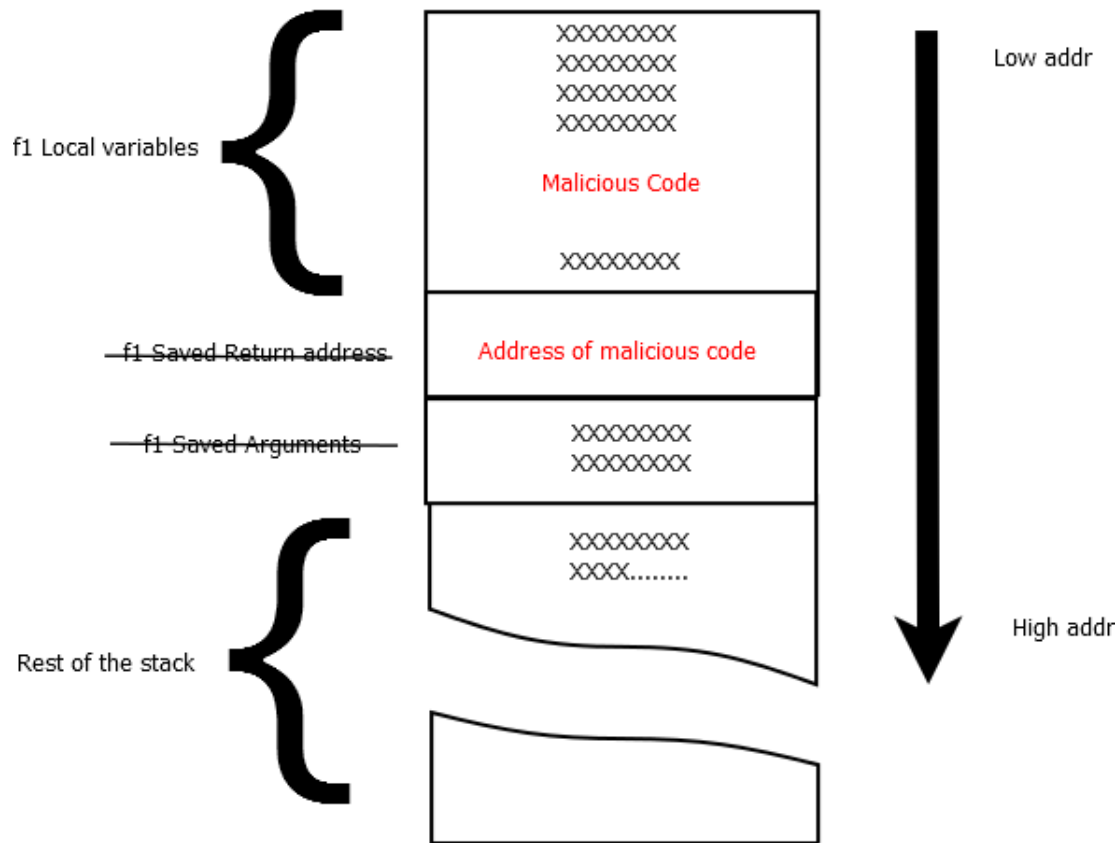 XXXXXXXX
XXXXXXXX
XXXXXXXX
XXXXXXXX
Low addr
f1 Local variables
Malicious Code
XXXXXXXX
f1 Saved Return address
Address of malicious code
f1 Saved Arguments
XXXXXXXX
XXXXXXXX
XXXXXXXX
XXXX........
High addr
Rest of the stack